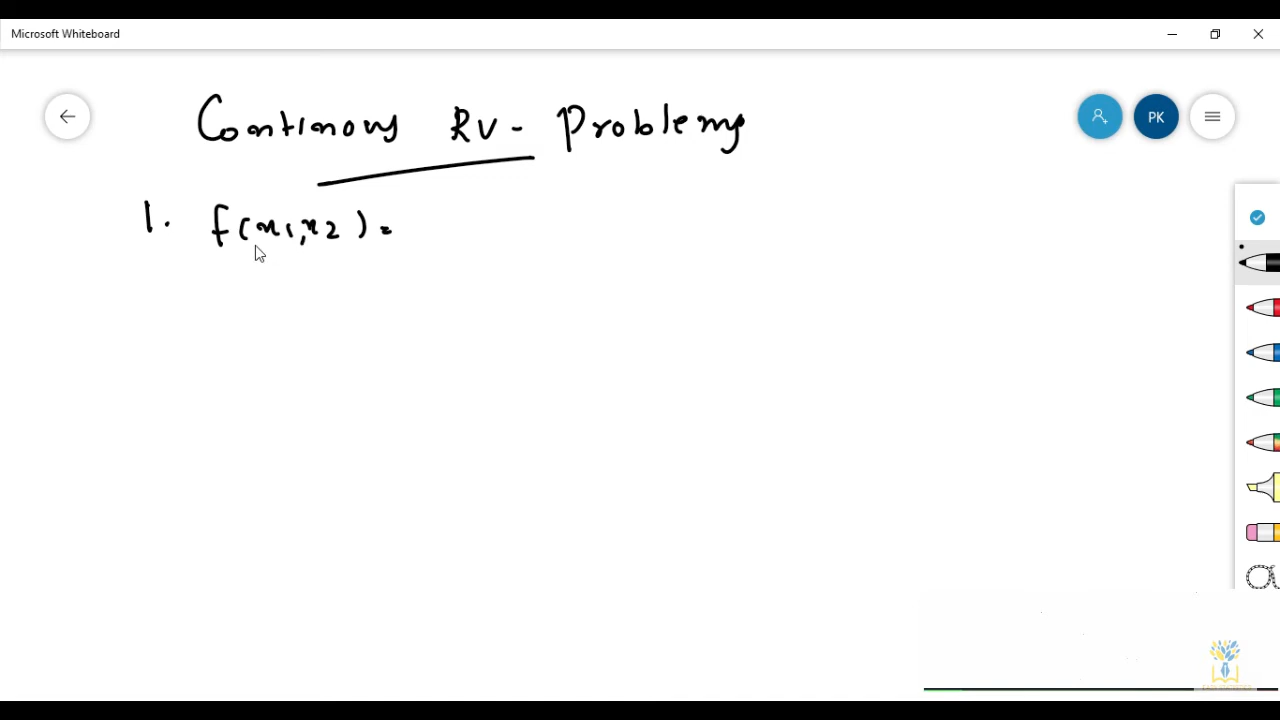 Microsoft Whiteboard
PK
Continous RV - Problems
1. f(x1,x2) =